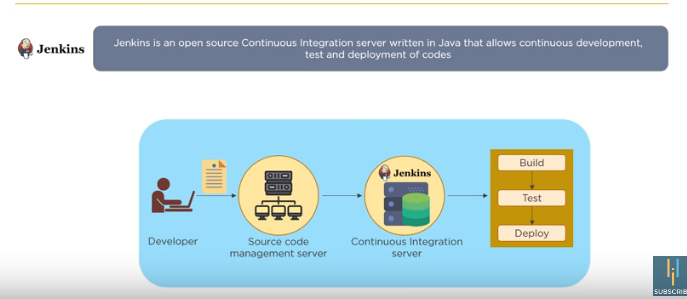 Jenkins
Jenkins is an open source Continuous Integration server written in Java that allows continuous development,
test and deployment of codes
Jenkins
Build
Test
Deploy
Developer
Source code
management server
Continuous Integration
server
SUBSCRIB